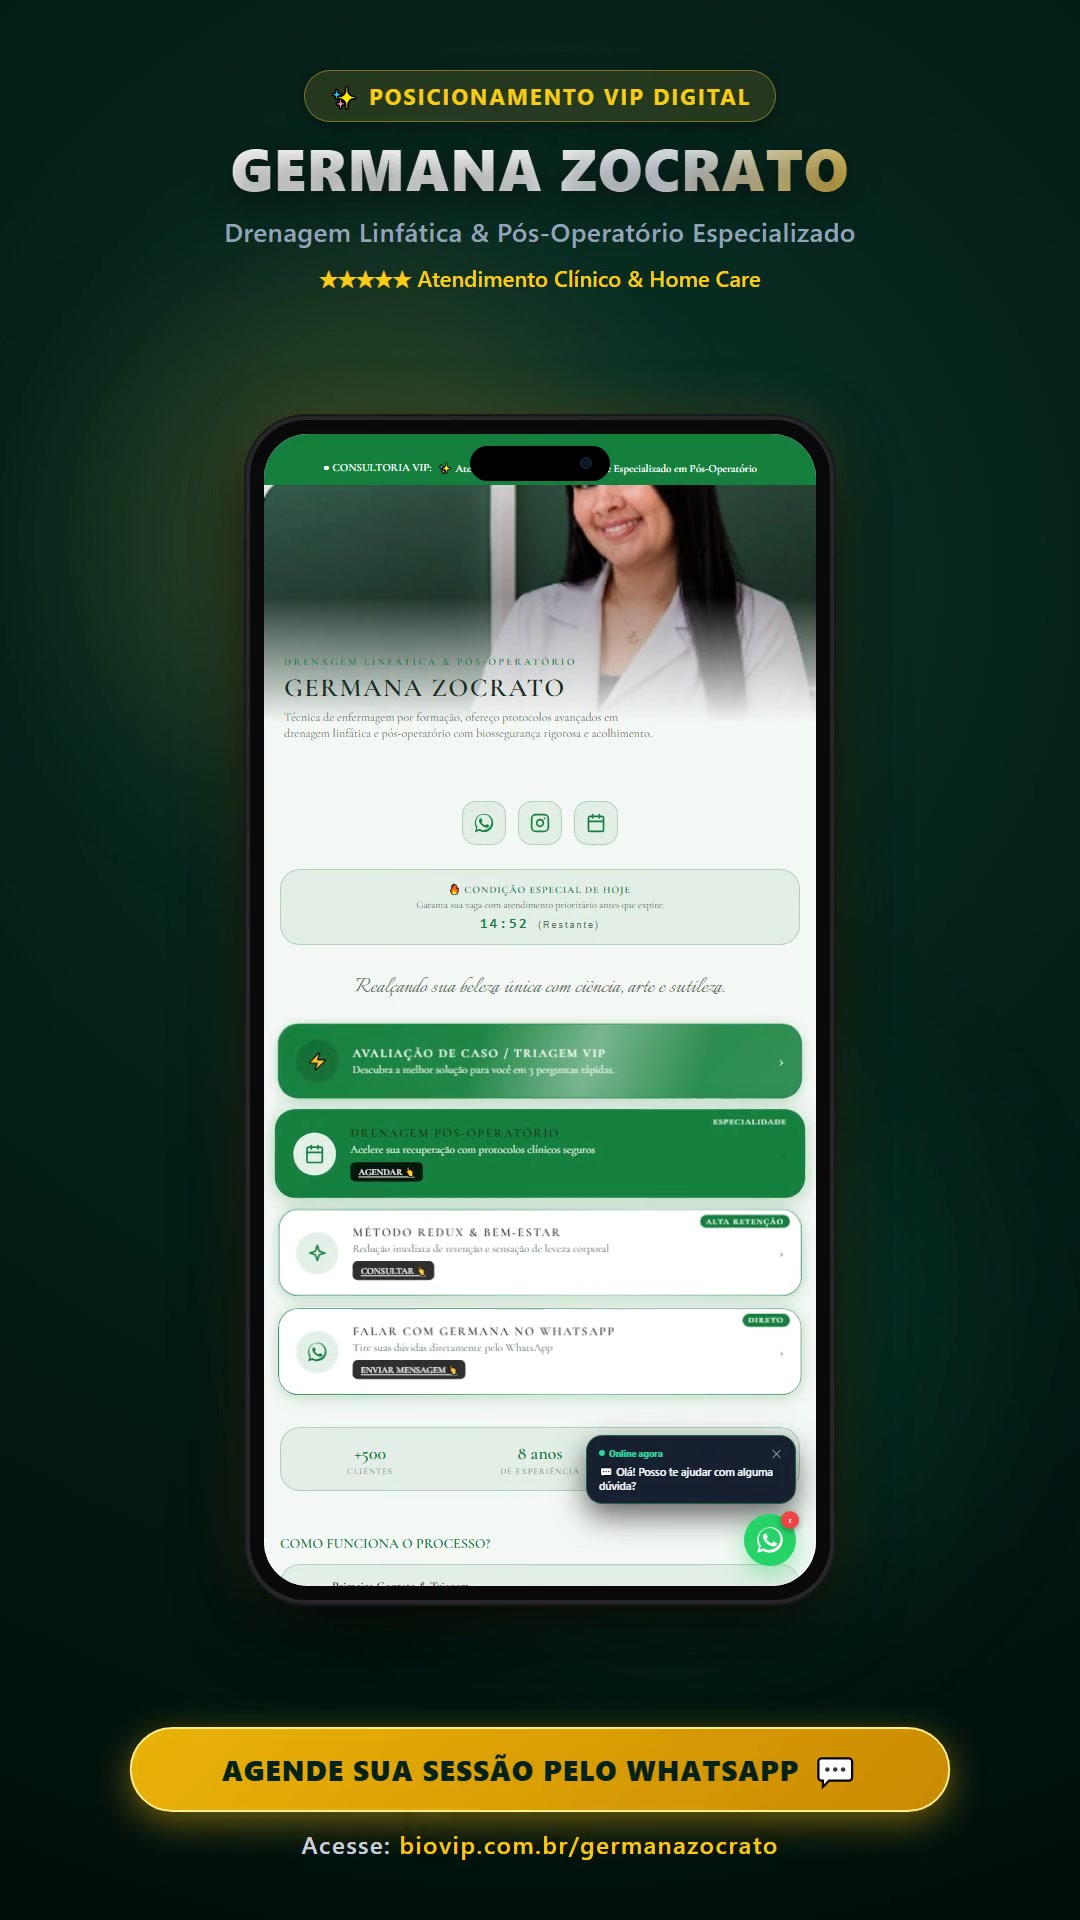 ✨ POSICIONAMENTO VIP DIGITAL
GERMANA ZOCRATO
Drenagem Linfática & Pós-Operatório Especializado
★★★★★ Atendimento Clínico & Home Care
CONSULTORIA VIP: ✨ Ate
Especializado em Pós-Operatório
DRENAGEM LINFÁTICA & PÓS-OPERATÓRIO
GERMANA ZOCRATO
Técnica de enfermagem por formação, ofereço protocolos avançados em
drenagem linfática e pós-operatório com biossegurança rigorosa e acolhimento.
🔥 CONDIÇÃO ESPECIAL DE HOJE
Garanta sua vaga com atendimento prioritário antes que expire.
14:52 (Restante)
Realçando sua beleza única com ciência, arte e sutileza.
AVALIAÇÃO DE CASO / TRIAGEM VIP
Descubra a melhor solução para você em 3 perguntas rápidas.
ESPECIALIDADE
DRENAGEM PÓS-OPERATÓRIO
Acelere sua recuperação com protocolos clínicos seguros
AGENDAR 👆
ALTA RETENÇÃO
MÉTODO REDUX & BEM-ESTAR
Redução imediata de retenção e sensação de leveza corporal
CONSULTAR 👆
DIRETO
FALAR COM GERMANA NO WHATSAPP
Tire suas dúvidas diretamente pelo WhatsApp
ENVIAR MENSAGEM 👆
+500
CLIENTES
8 anos
DE EXPERIÊNCIA
Online agora
💬 Olá! Posso te ajudar com alguma
dúvida?
1
COMO FUNCIONA O PROCESSO?
Primeiro Contato & Triagem
AGENDE SUA SESSÃO PELO WHATSAPP 💬
Acesse: biovip.com.br/germanazocrato